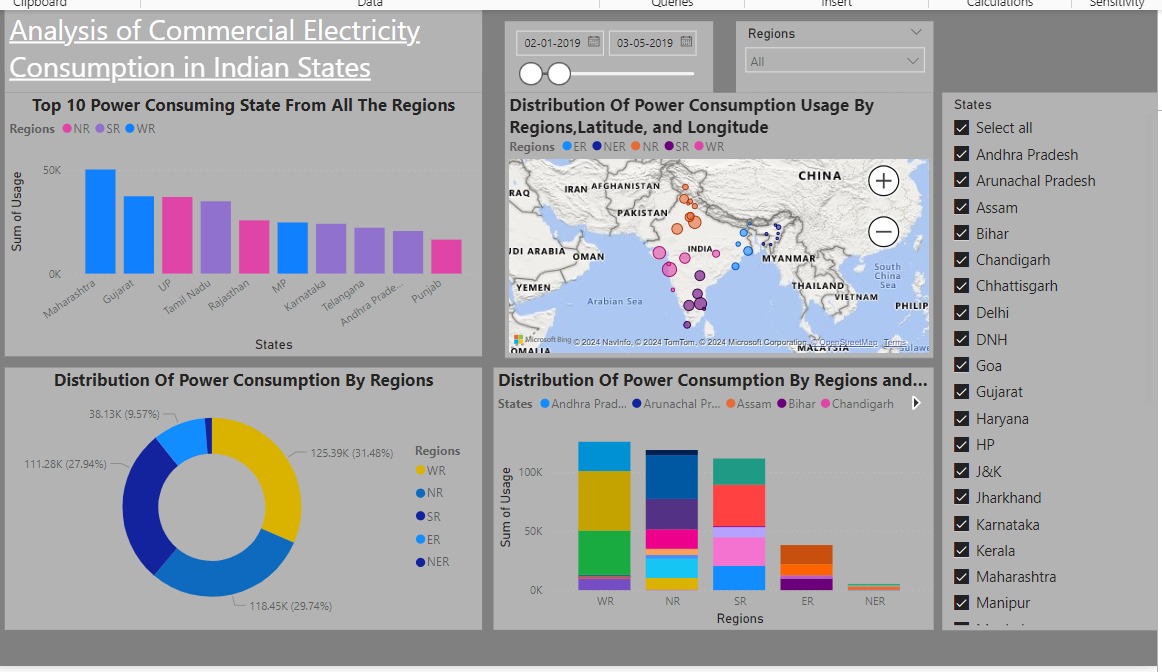 Clipboard
Data
Queries
Insert
Calculations
Sensitivity
Analysis of Commercial Electricity
Consumption in Indian States
02-01-2019
03-05-2019
Regions
All
Top 10 Power Consuming State From All The Regions
Regions NR SR WR
Sum of Usage
50K
0K
Maharashtra
Gujarat
UP
Tamil Nadu
Rajasthan
MP
Karnataka
Telangana
Andhra Prade...
Punjab
States
Distribution Of Power Consumption Usage By
Regions,Latitude, and Longitude
Regions ER NER NR SR WR
CHINA
RAQ
IRAN
AFGHANISTAN
PAKISTAN
UDI ARABIA
OMAN
INDIA
MYANMAR
YEMEN
Arabian Sea
THAILAND
VIETNAM
South
China
Sea
PHILIP
OMALIA
MALAYSIA
Microsoft Bing
© 2024 NavInfo, © 2024 TomTom, © 2024 Microsoft Corporation, © OpenStreetMap Terms
Distribution Of Power Consumption By Regions
38.13K (9.57%)
111.28K (27.94%)
125.39K (31.48%)
118.45K (29.74%)
Regions
WR
NR
SR
ER
NER
Distribution Of Power Consumption By Regions and...
States Andhra Prad... Arunachal Pr... Assam Bihar Chandigarh
Sum of Usage
100K
50K
0K
WR
NR
SR
ER
NER
Regions
States
Select all
Andhra Pradesh
Arunachal Pradesh
Assam
Bihar
Chandigarh
Chhattisgarh
Delhi
DNH
Goa
Gujarat
Haryana
HP
J&K
Jharkhand
Karnataka
Kerala
Maharashtra
Manipur